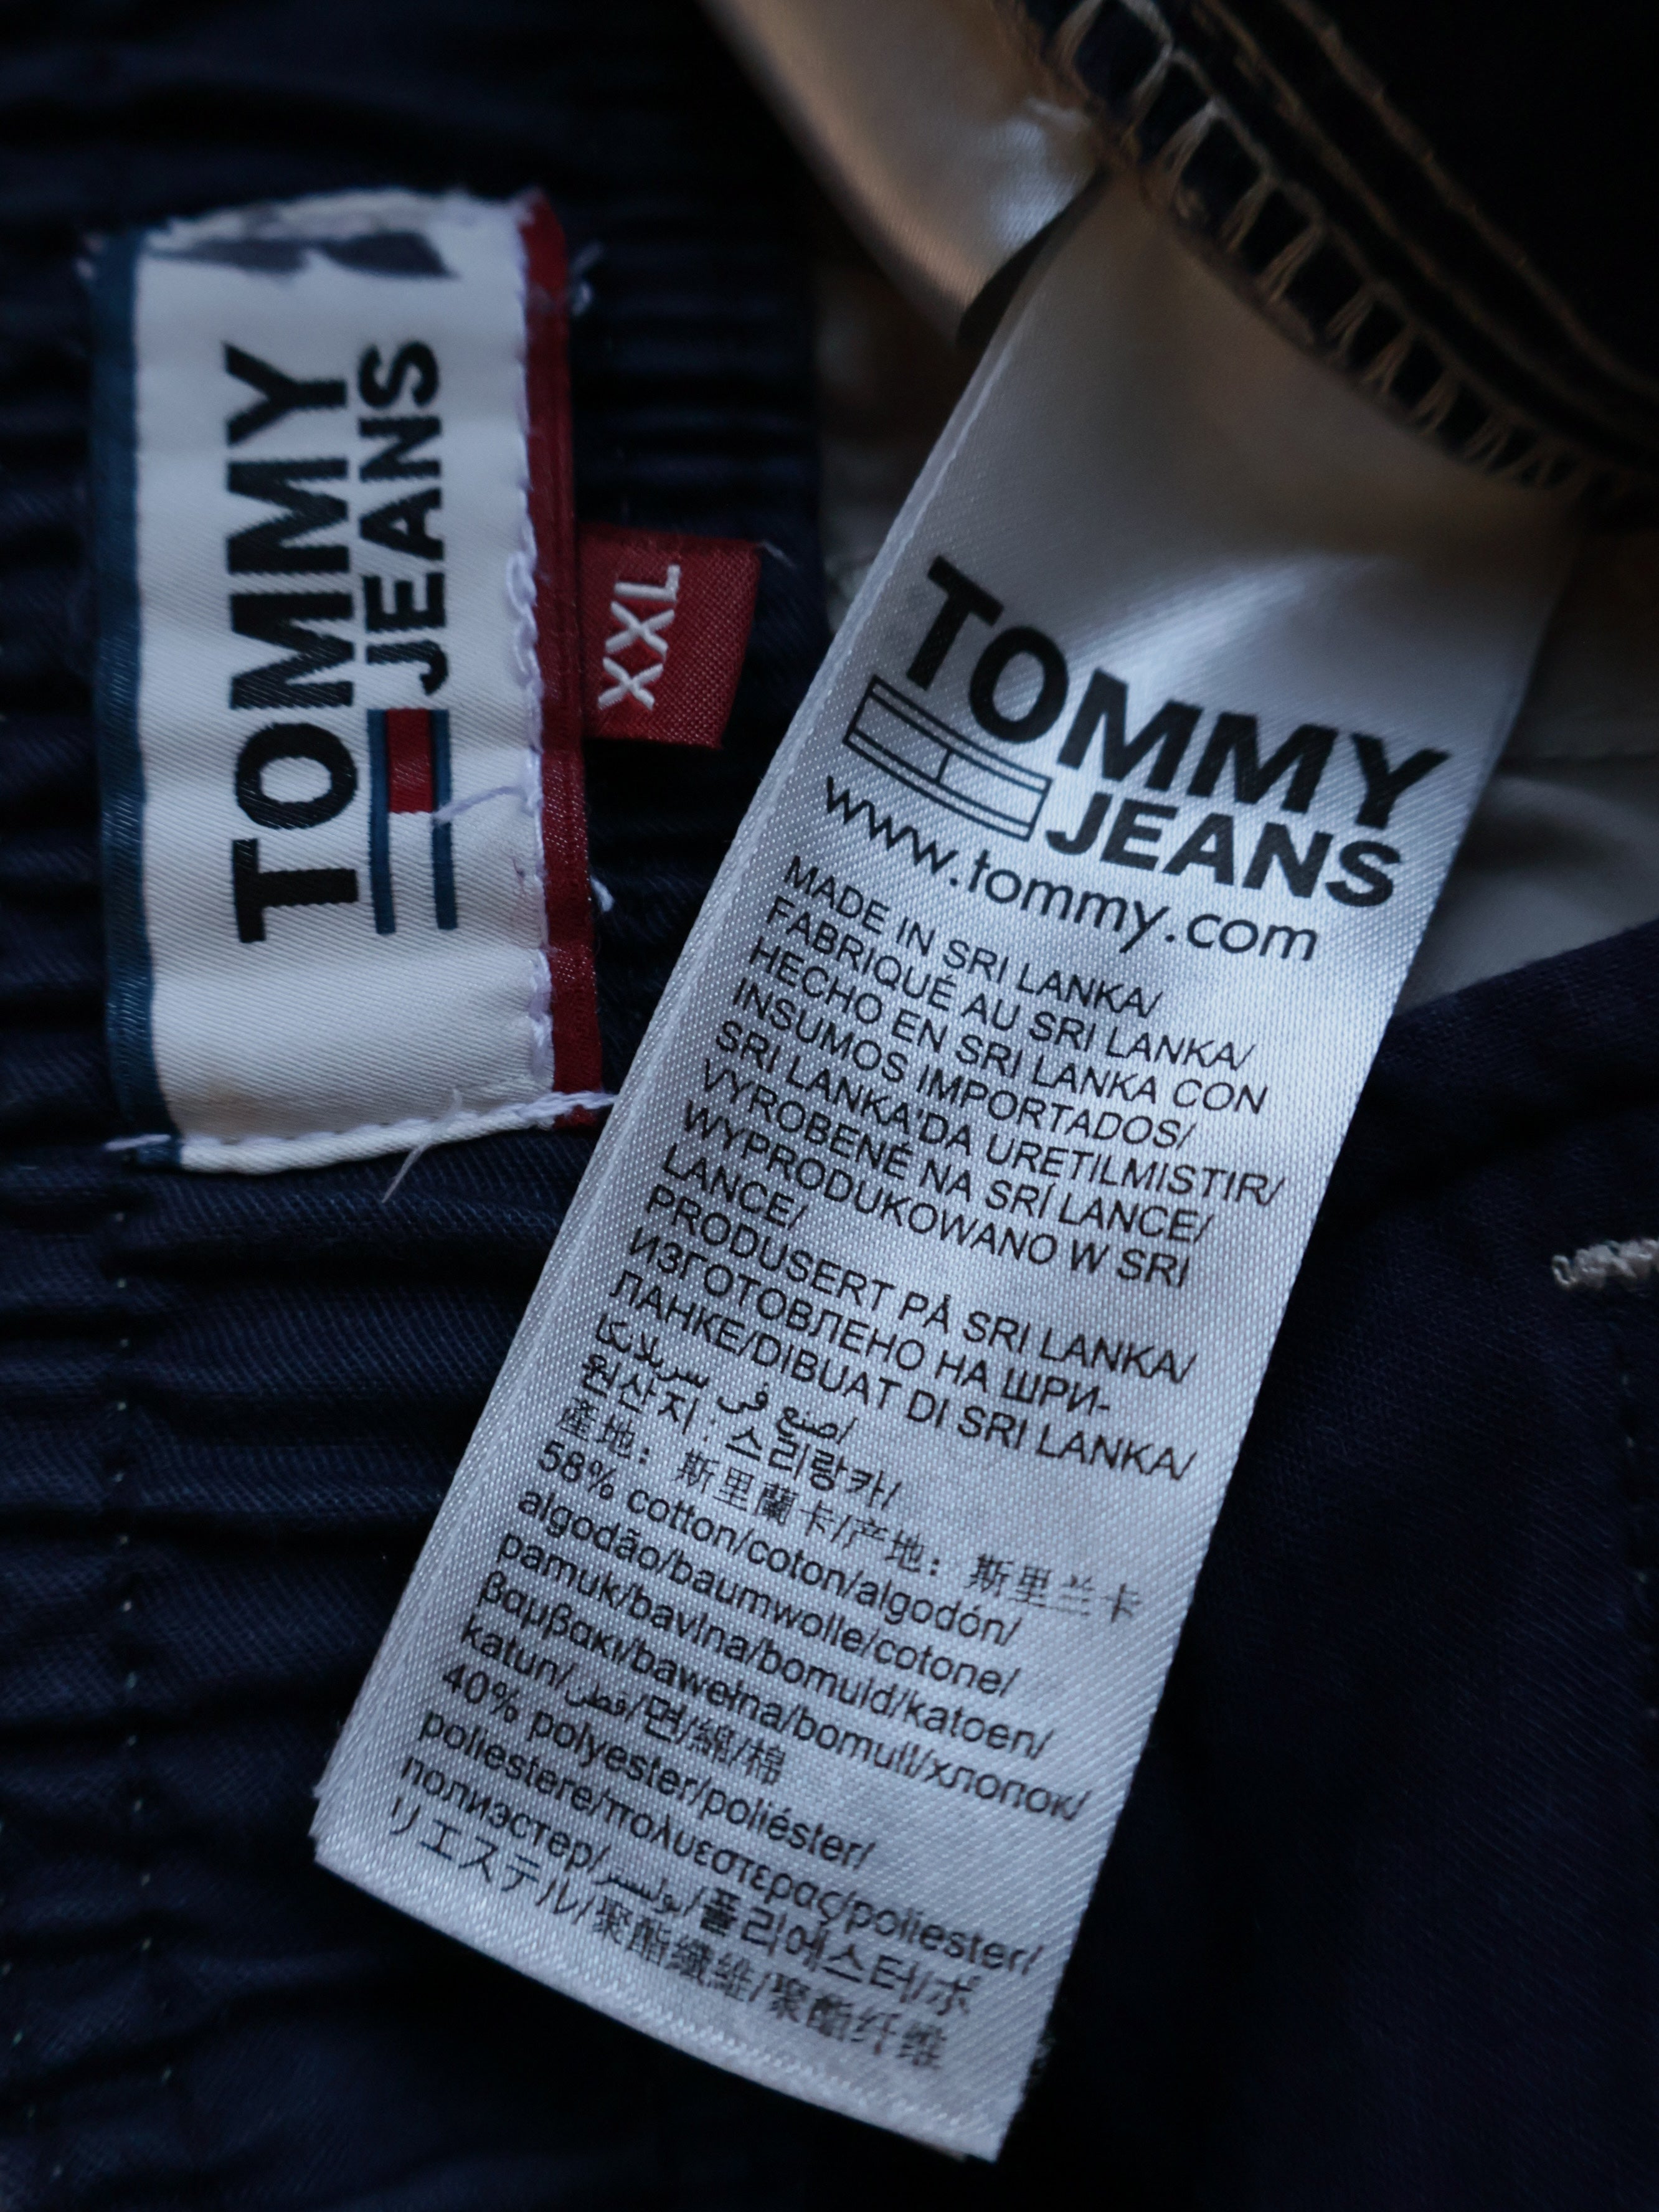 TOMMY
JEANS
XXL
TOMMY
JEANS
www.tommy.com
MADE IN SRI LANKA/
FABRIQUÉ AU SRI LANKA/
HECHO EN SRI LANKA CON
INSUMOS IMPORTADOS/
SRI LANKA'DA URETILMISTIR/
VYROBENÉ NA SRÍ LANCE/
WYPRODUKOWANO W SRI
LANCE/
PRODUSERT PÅ SRI LANKA/
ИЗГОТОВЛЕНО НА ШРИ-
ЛАНКЕ/DIBUAT DI SRI LANKA/
صنع في سريلانكا/
원산지 : 스리랑카/
產地：斯里蘭卡/产地：斯里兰卡
58% cotton/coton/algodón/
algodão/baumwolle/cotone/
pamuk/bavlna/bomuld/katoen/
βαμβακι/bawełna/bomull/хлопок/
katun/قطن/면/綿/棉
40% polyester/poliéster/
poliestere/πολυεστερας/poliester/
полиэстер/بوليستر/폴리에스터/ポ
リエステル/聚酯纖維/聚酯纤维